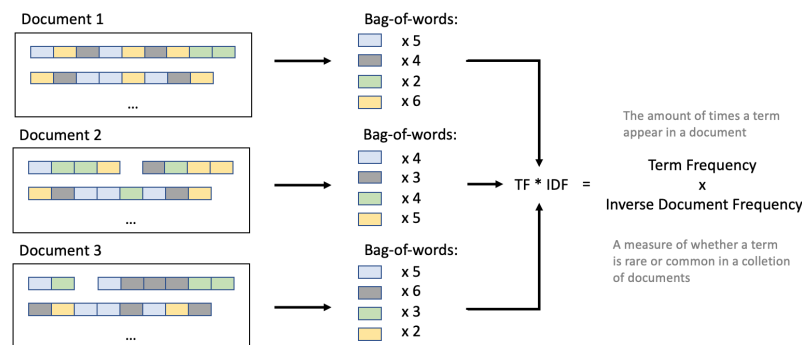 Document 1
...
Bag-of-words:
x 5
x 4
x 2
x 6
Document 2
...
Bag-of-words:
x 4
x 3
x 4
x 5
Document 3
...
Bag-of-words:
x 5
x 6
x 3
x 2
TF * IDF =
The amount of times a term
appear in a document
Term Frequency
x
Inverse Document Frequency
A measure of whether a term
is rare or common in a colletion
of documents